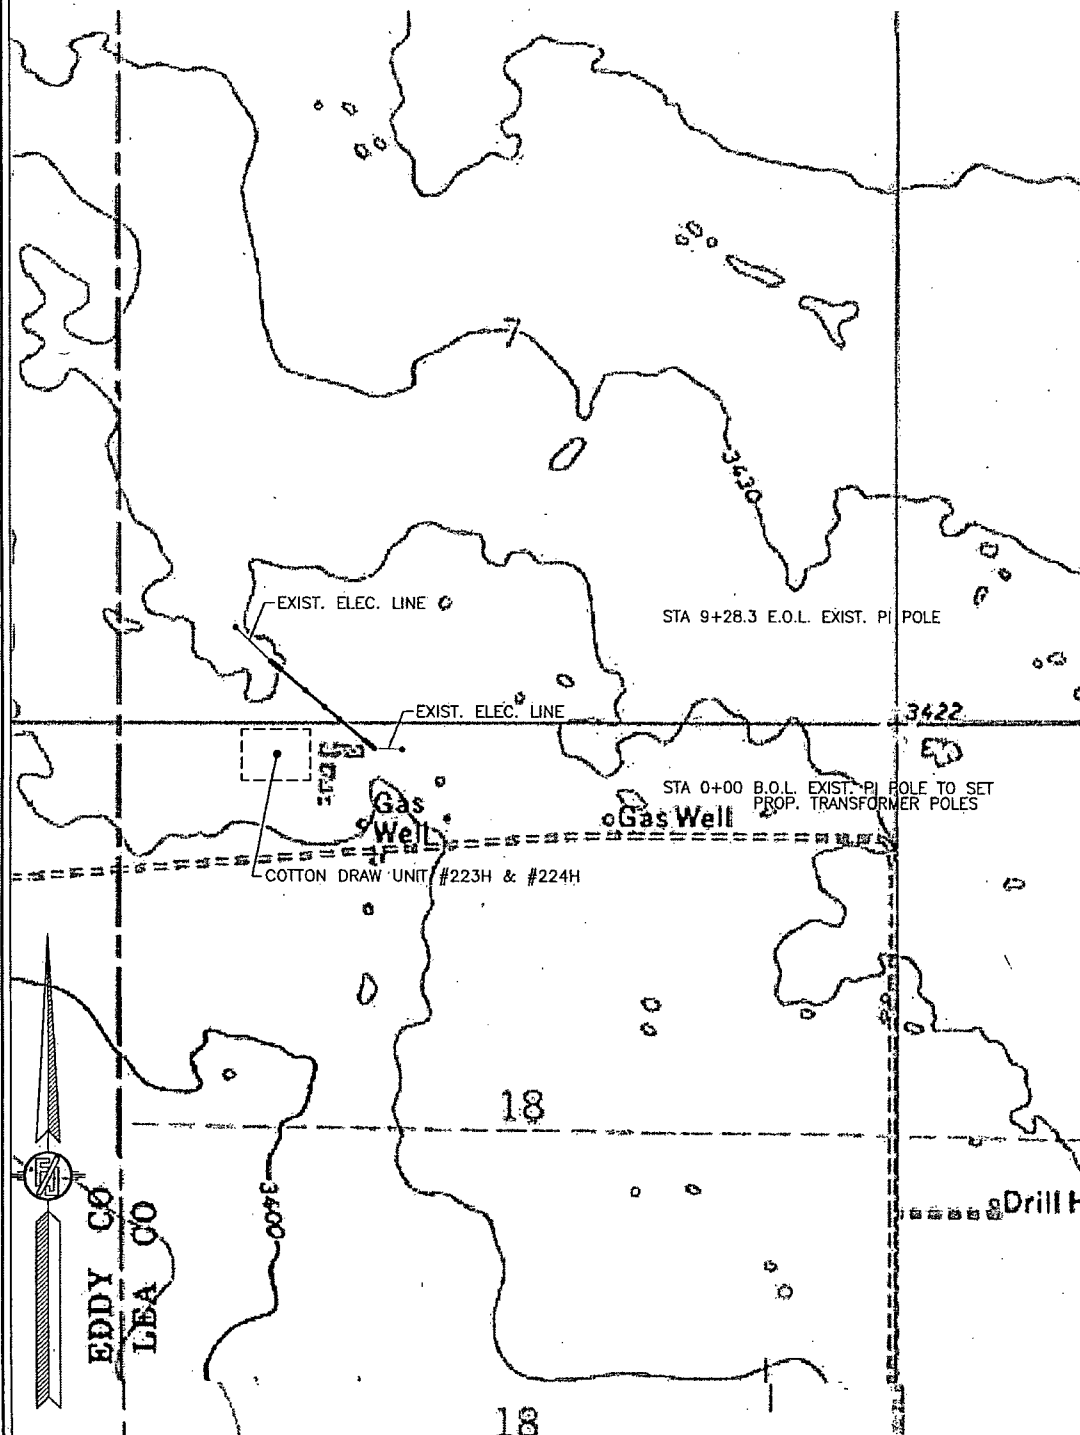 7
3430
EXIST. ELEC. LINE
STA 9+28.3 E.O.L. EXIST. PI POLE
EXIST. ELEC. LINE
3422
STA 0+00 B.O.L. EXIST. PI POLE TO SET
PROP. TRANSFORMER POLES
Gas
Well
Gas Well
COTTON DRAW UNIT #223H & #224H
18
3400
Drill H
EDDY CO
LEA CO
18